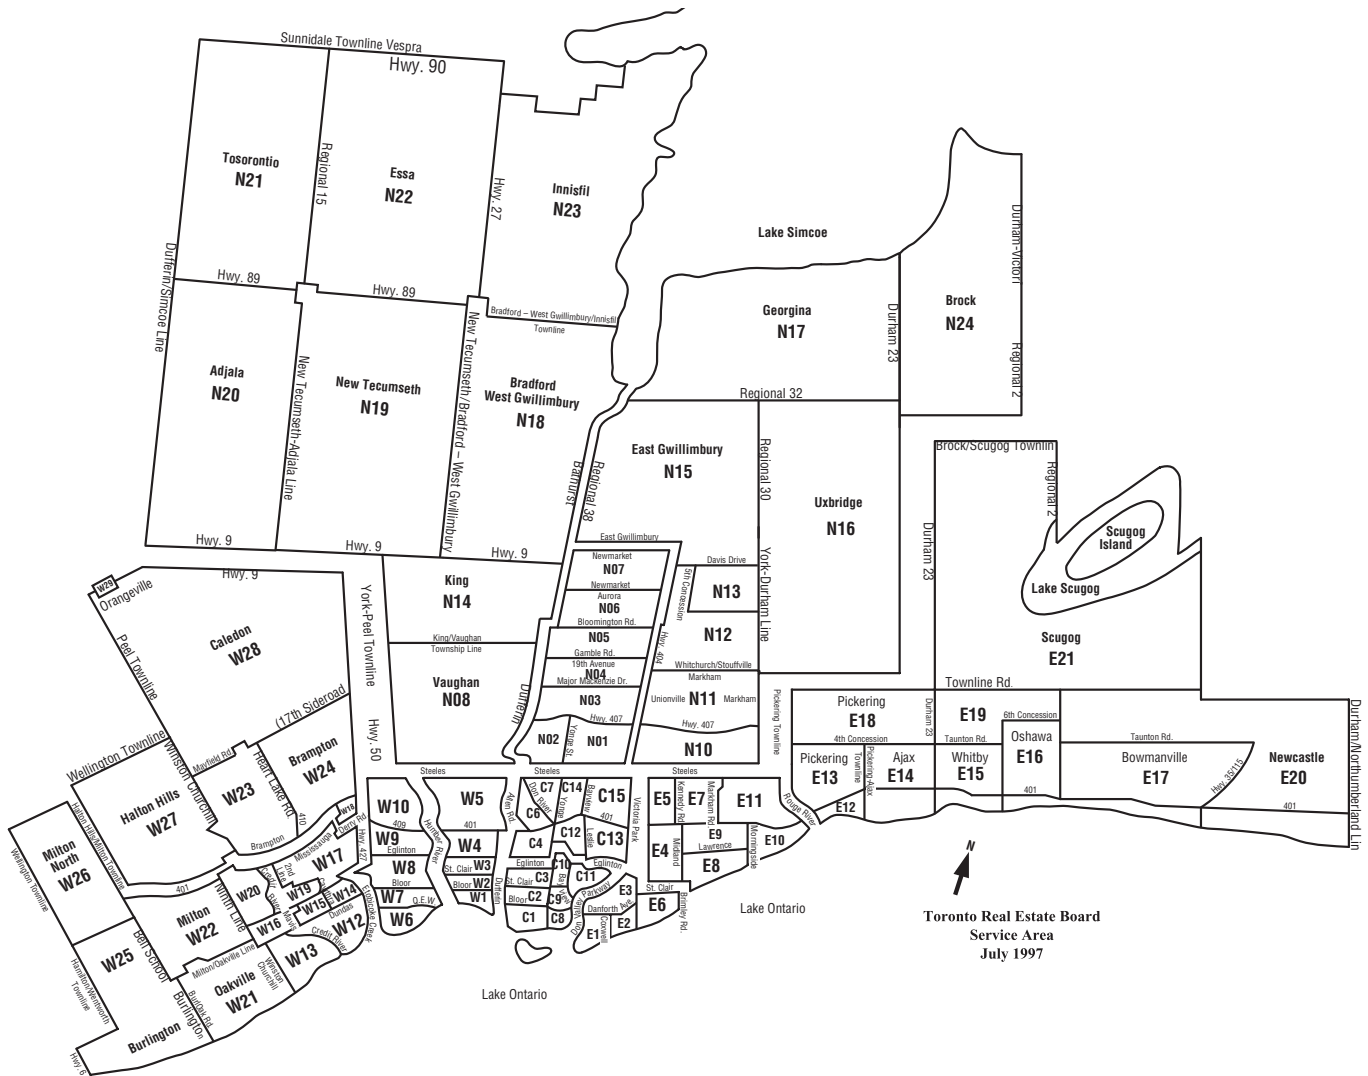 Sunnidale Townline Vespra
Hwy. 90
Tosorontio
N21
Regional 15
Essa
N22
Hwy. 27
Innisfil
N23
Lake Simcoe
Dufferin/Simcoe Line
Hwy. 89
Hwy. 89
Bradford – West Gwillimbury/Innisfil
Townline
Georgina
N17
Durham 23
Brock
N24
Durham-Victori
Regional 2
Adjala
N20
New Tecumseth-Adjala Line
New Tecumseth
N19
New Tecumseth/Bradford – West Gwillimbury
Bradford
West Gwillimbury
N18
Bathurst
Regional 38
Regional 32
East Gwillimbury
N15
Regional 30
Uxbridge
N16
Durham 23
Brock/Scugog Townlin
Regional 2
Scugog
Island
Lake Scugog
Scugog
E21
Hwy. 9
Hwy. 9
Hwy. 9
East Gwillimbury
Newmarket
N07
Newmarket
Aurora
N06
Bloomington Rd.
N05
Gamble Rd.
19th Avenue
N04
Major Mackenzie Dr.
N03
Hwy. 407
N02
Yonge St.
N01
Davis Drive
5th Concession
N13
N12
Hwy. 404
Whitchurch/Stouffville
Markham
Unionville
N11
Markham
Hwy. 407
N10
York-Durham Line
Pickering Townline
W29
Orangeville
Hwy. 9
Peel Townline
Caledon
W28
(17th Sideroad
York-Peel Townline
Hwy. 50
King
N14
King/Vaughan
Township Line
Vaughan
N08
Dufferin
Townline Rd.
Pickering
E18
Durham 23
E19
6th Concession
4th Concession
Taunton Rd.
Oshawa
E16
Taunton Rd.
Pickering
E13
Townline
Pickering-Ajax
Ajax
E14
Whitby
E15
Bowmanville
E17
Hwy. 35/115
Newcastle
E20
Durham/Northumberland Lin
401
401
E12
Rouge River
Wellington Townline
Mayfield Rd
Winston Churchill
Heart Lake Rd
Brampton
W24
W23
410
Halton Hills
W27
Halton Hills/Milton Townline
Brampton
W18
Derry Rd
Hwy. 427
Mississauga
W17
Milton
North
W26
Wellington Townline
401
Milton
W22
Ninth Line
W20
Credit
River
2nd
Line
W19
Mavis
W15
W14
W16
Dundas
W12
Credit River
W13
Etobicoke Creek
W25
Bell School
Milton/Oakville Line
Winston
Churchill
Oakville
W21
BurlOak Rd.
Burlington
Hamilton/Wentworth
Townline
Burlington
Hwy. 6
Steeles
Steeles
Steeles
W10
409
W9
Eglinton
W8
Bloor
W7
Q.E.W.
W6
Humber River
W5
401
W4
St. Clair
W3
Bloor
W2
W1
Allen Rd.
Dufferin
C7
Don River
C6
C14
Yonge
Bayview
C15
401
C4
C12
Leslie
C13
Eglinton
C10
Eglinton
St. Clair
C3
Bay
view
C11
Bloor
C2
C9
C1
C8
Don Valley Parkway
Victoria Park
E5
Kennedy Rd
E7
Markham Rd
E11
E4
Midland
E9
Lawrence
E8
Morningside
E10
E3
St. Clair
Danforth Ave.
E6
Brimley Rd.
E1
Coxwell
E2
Lake Ontario
Lake Ontario
N
Toronto Real Estate Board
Service Area
July 1997